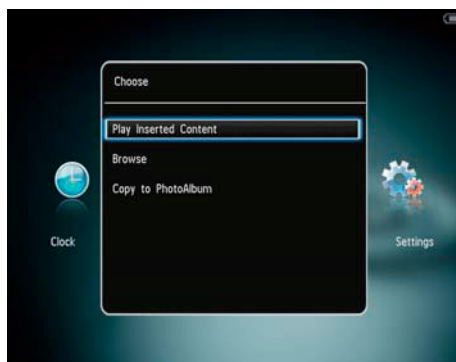 Choose
Play Inserted Content
Browse
Copy to PhotoAlbum
Clock
Settings